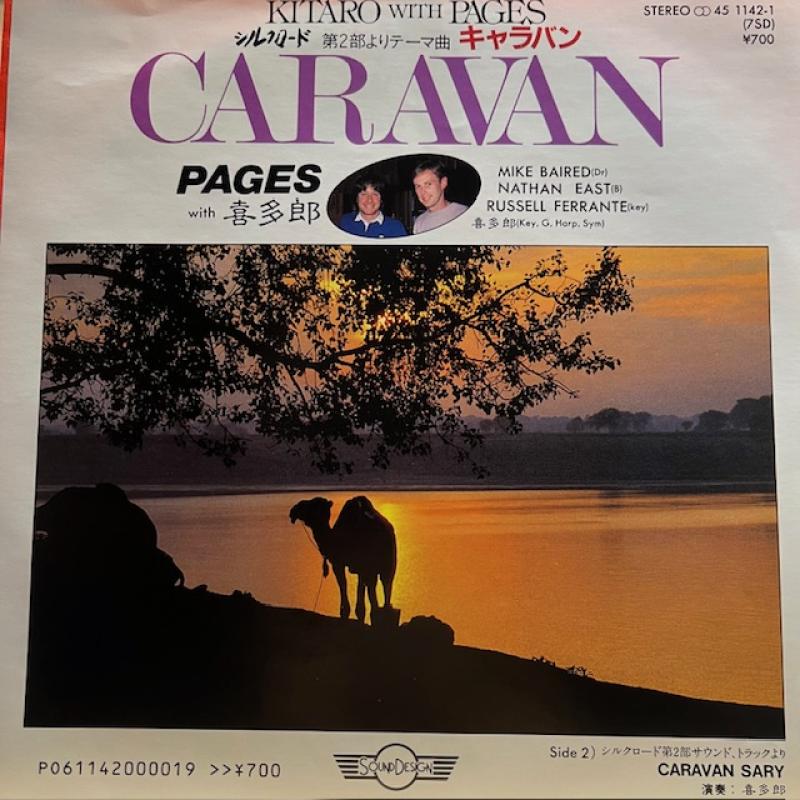 KITARO WITH PAGES
STEREO 45 1142-1
(7SD)
¥700
シルクロード 第2部よりテーマ曲 キャラバン
CARAVAN
PAGES
with 喜多郎
MIKE BAIRED(Dr)
NATHAN EAST(B)
RUSSELL FERRANTE(key)
喜多郎(Key, G, Harp, Sym)
Side 2) シルクロード第2部サウンド、トラックより
CARAVAN SARY
演奏:喜多郎
P061142000019 >>¥700
SOUNDDESIGN